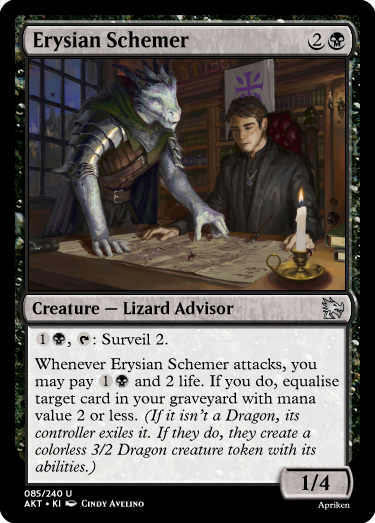 Erysian Schemer 2
Creature — Lizard Advisor
1 , : Surveil 2.
Whenever Erysian Schemer attacks, you
may pay 1 and 2 life. If you do, equalise
target card in your graveyard with mana
value 2 or less. (If it isn't a Dragon, its
controller exiles it. If they do, they create a
colorless 3/2 Dragon creature token with its
abilities.)
1/4
085/240 U
AKT • KI Cindy Avelino
Apriken